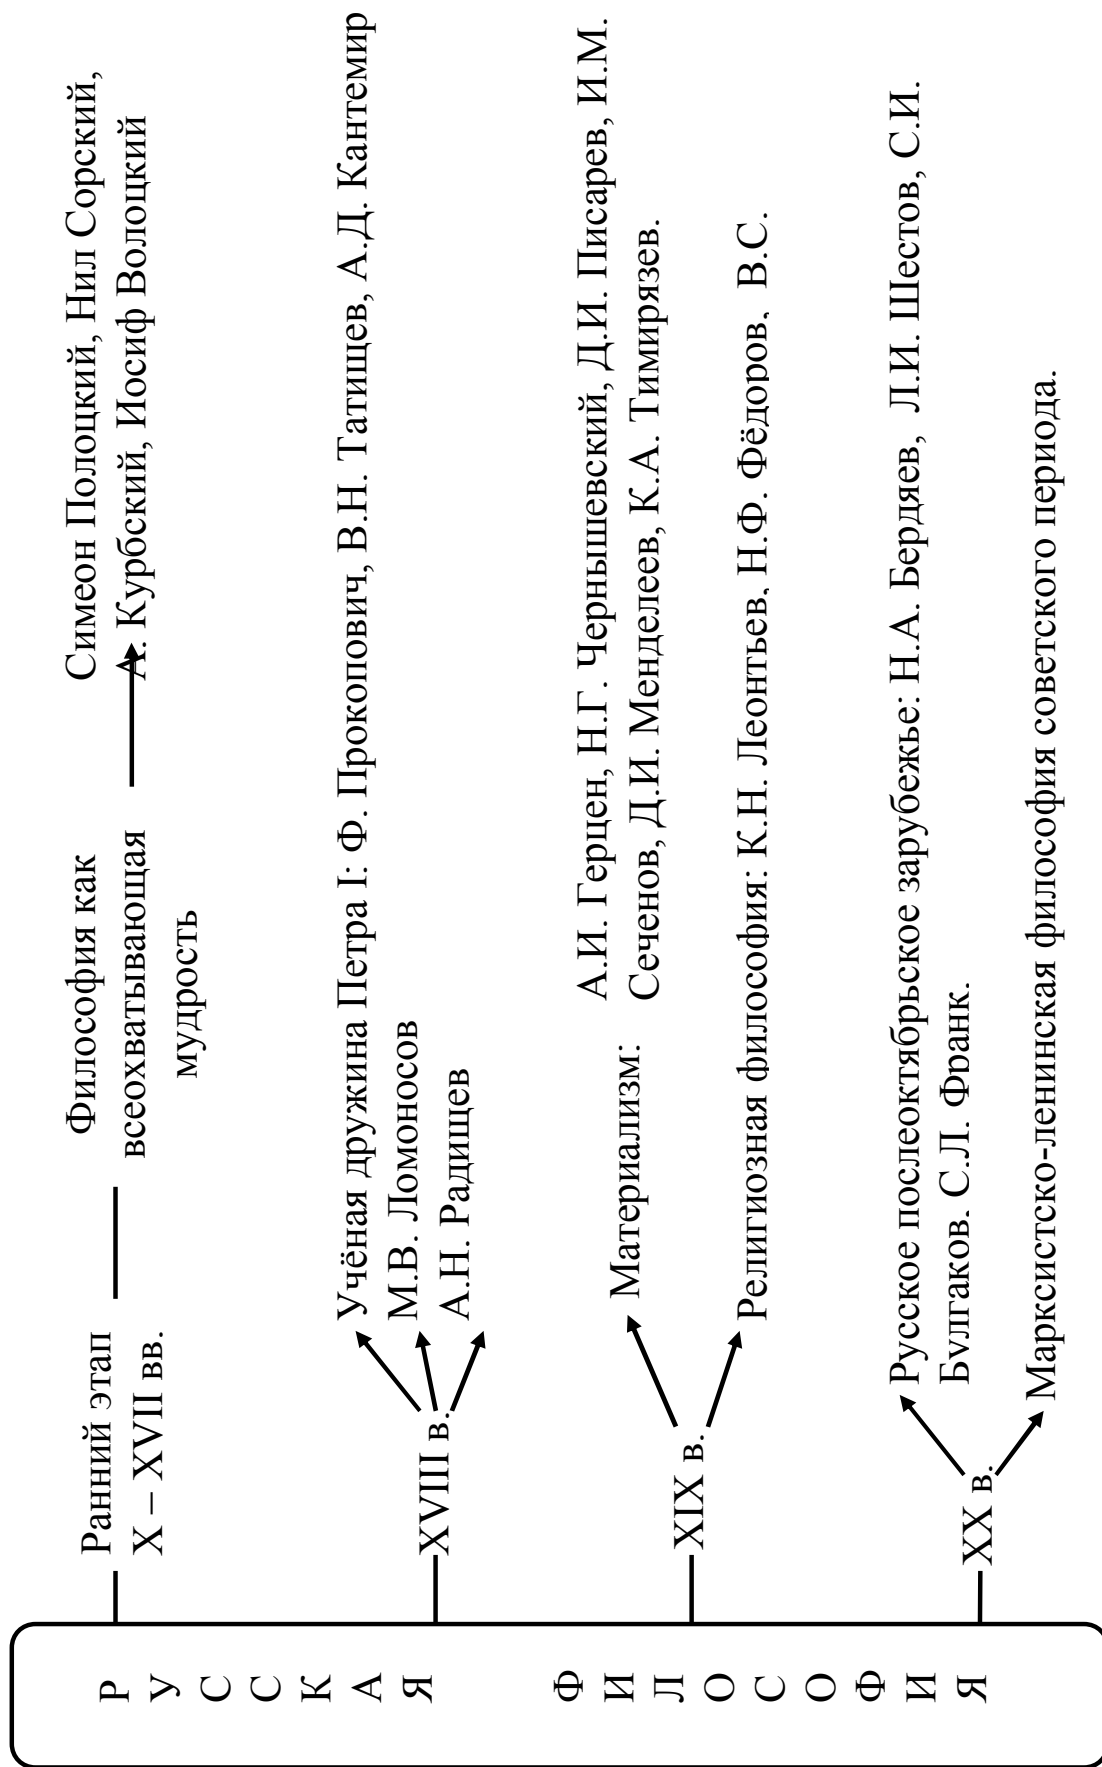 РУССКАЯ ФИЛОСОФИЯ
Ранний этап
X – XVII вв.
Философия как
всеохватывающая
мудрость
Симеон Полоцкий, Нил Сорский,
А. Курбский, Иосиф Волоцкий
XVIII в.
Учёная дружина Петра I: Ф. Прокопович, В.Н. Татищев, А.Д. Кантемир
М.В. Ломоносов
А.Н. Радищев
XIX в.
Материализм:
А.И. Герцен, Н.Г. Чернышевский, Д.И. Писарев, И.М.
Сеченов, Д.И. Менделеев, К.А. Тимирязев.
Религиозная философия: К.Н. Леонтьев, Н.Ф. Фёдоров, В.С.
XX в.
Русское послеоктябрьское зарубежье: Н.А. Бердяев, Л.И. Шестов, С.И.
Булгаков, С.Л. Франк.
Марксистско-ленинская философия советского периода.